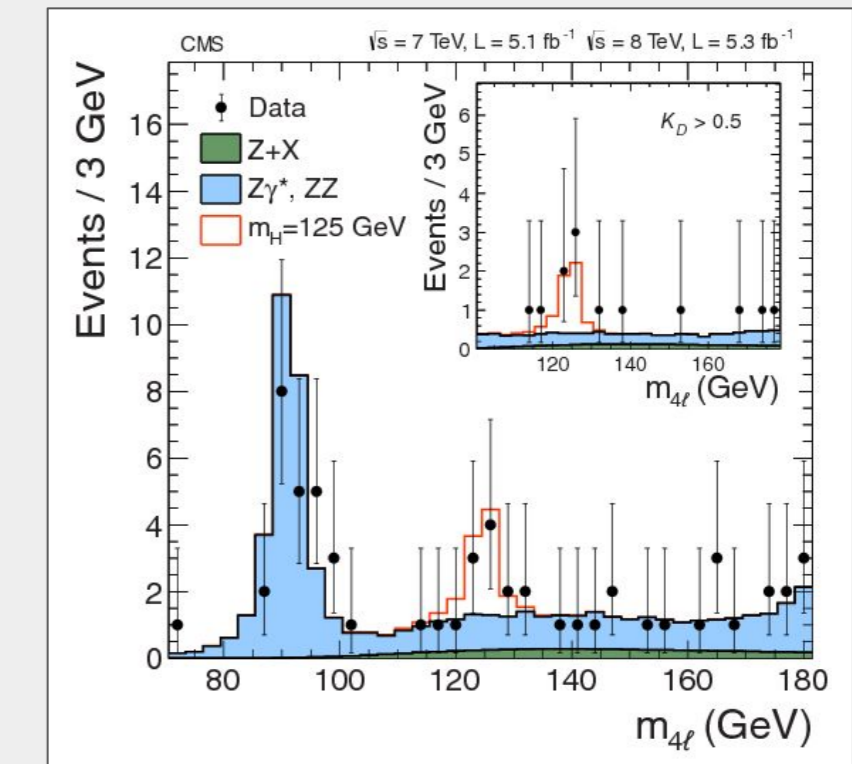 CMS
√s = 7 TeV, L = 5.1 fb⁻¹ √s = 8 TeV, L = 5.3 fb⁻¹
Events / 3 GeV
16
14
12
10
8
6
4
2
0
Data
Z+X
Zγ*, ZZ
m_H=125 GeV
80 100 120 140 160 180
m_4ℓ (GeV)
K_D > 0.5
Events / 3 GeV
6
5
4
3
2
1
0
120 140 160
m_4ℓ (GeV)